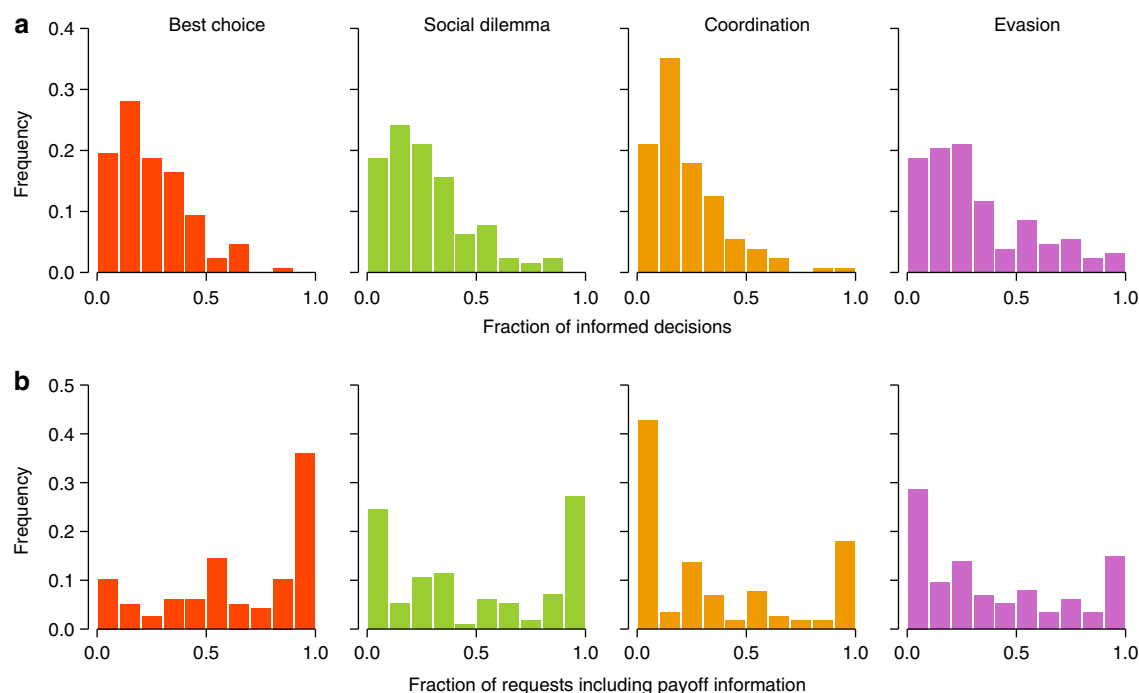 a
Best choice
Social dilemma
Coordination
Evasion
Frequency
0.4
0.3
0.2
0.1
0.0
0.0 0.5 1.0
0.0 0.5 1.0
0.0 0.5 1.0
0.0 0.5 1.0
Fraction of informed decisions
b
Frequency
0.5
0.4
0.3
0.2
0.1
0.0
0.0 0.5 1.0
0.0 0.5 1.0
0.0 0.5 1.0
0.0 0.5 1.0
Fraction of requests including payoff information